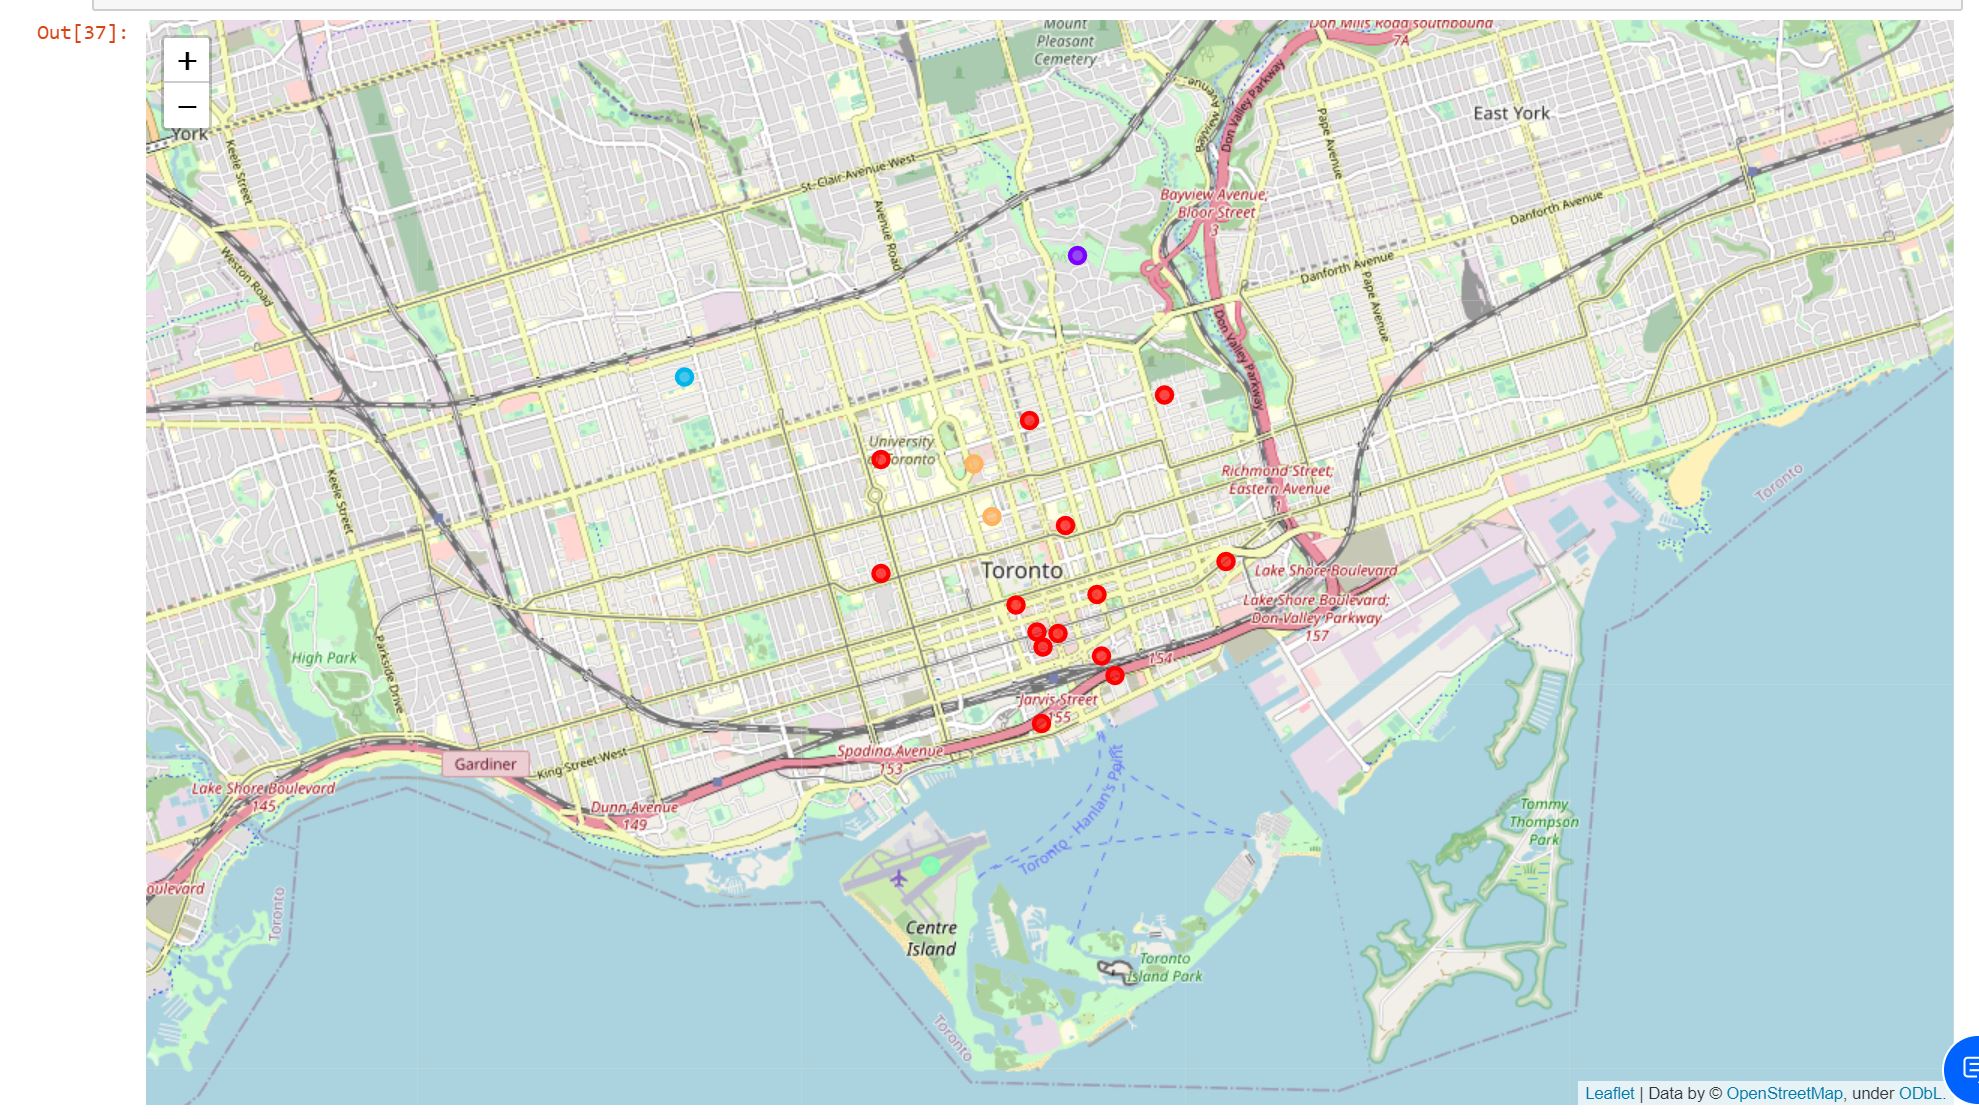 Out[37]:
+
−
York
Mount
Pleasant
Cemetery
Don Mills Road southbound
7A
East York
Keele Street
St. Clair Avenue West
Avenue Road
Bayview Avenue
Don Valley Parkway
Pape Avenue
Bayview Avenue;
Bloor Street
3
Danforth Avenue
Danforth Avenue
Pape Avenue
Weston Road
Don Valley Parkway
University
Toronto
Richmond Street;
Eastern Avenue
Toronto
Keele Street
Toronto
Lake Shore Boulevard
Lake Shore Boulevard;
Don Valley Parkway
157
High Park
Parkside Drive
154
Jarvis Street
155
Spadina Avenue
153
Gardiner
King Street West
Lake Shore Boulevard
145
Dunn Avenue
149
Toronto - Hanlan's Point
Tommy
Thompson
Park
oulevard
Toronto
Centre
Island
Toronto
Island Park
Toronto
Leaflet | Data by © OpenStreetMap, under ODbL.